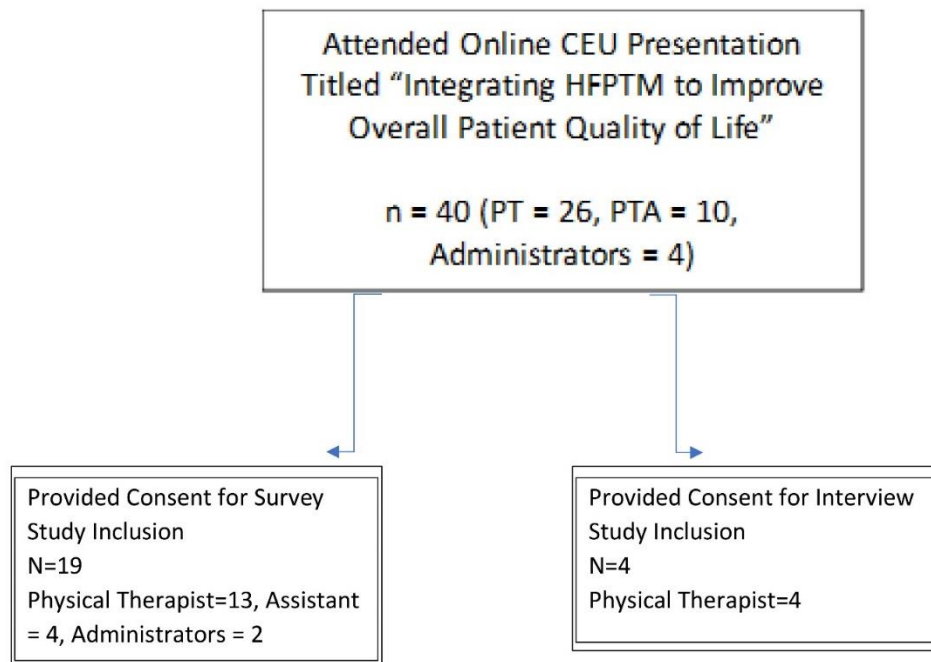 Attended Online CEU Presentation
Titled “Integrating HFPTM to Improve
Overall Patient Quality of Life”
n = 40 (PT = 26, PTA = 10,
Administrators = 4)
Provided Consent for Survey
Study Inclusion
N=19
Physical Therapist=13, Assistant
= 4, Administrators = 2
Provided Consent for Interview
Study Inclusion
N=4
Physical Therapist=4